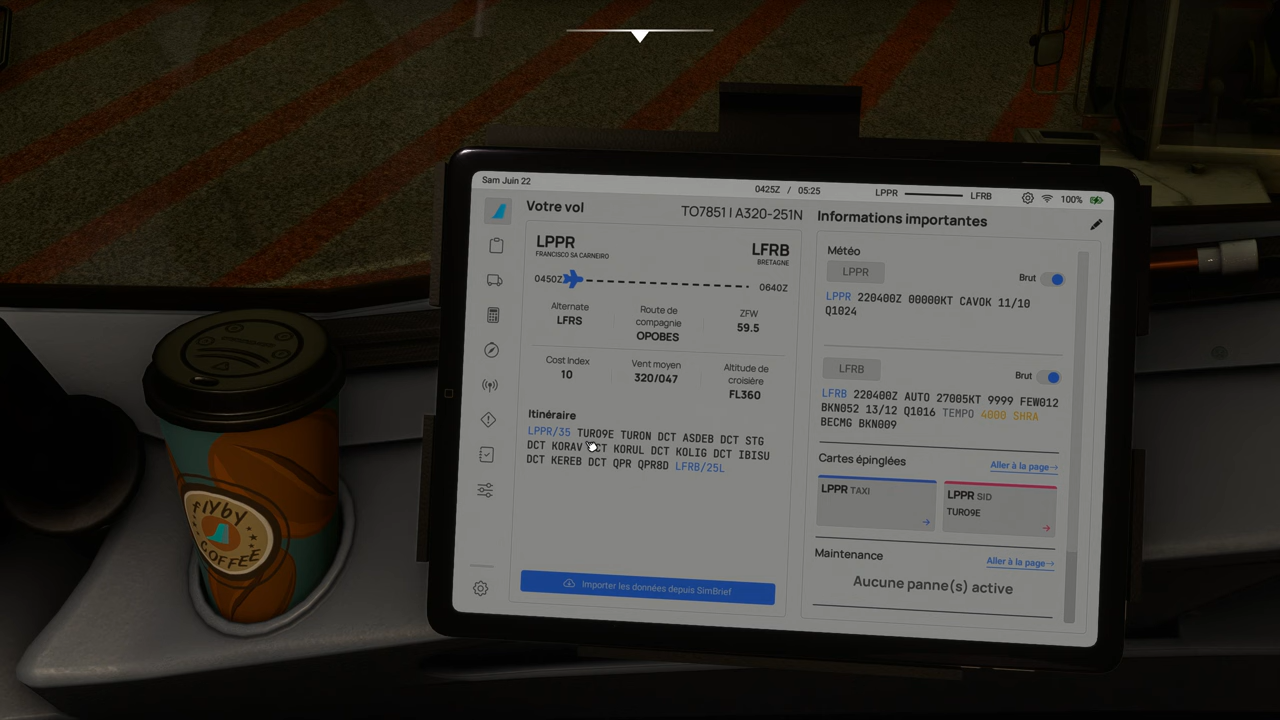 Sam Juin 22
0425Z / 05:25
LPPR
LFRB
100%
Votre vol
TO7851 | A320-251N
LPPR
FRANCISCO SA CARNEIRO
LFRB
BRETAGNE
0450Z
0640Z
Alternate
LFRS
Route de
compagnie
OPOBES
ZFW
59.5
Cost Index
10
Vent moyen
320/047
Altitude de
croisière
FL360
Itinéraire
LPPR/35 TURO9E TURON DCT ASDEB DCT STG
DCT KORAV DCT KORUL DCT KOLIG DCT IBISU
DCT KEREB DCT QPR QPR8D LFRB/25L
Importer les données depuis SimBrief
Informations importantes
Météo
LPPR
Brut
LPPR 220400Z 00000KT CAVOK 11/10
Q1024
LFRB
Brut
LFRB 220400Z AUTO 27005KT 9999 FEW012
BKN052 13/12 Q1016 TEMPO 4000 SHRA
BECMG BKN009
Cartes épinglées
Aller à la page→
LPPR TAXI
→
LPPR SID
TURO9E
→
Maintenance
Aller à la page→
Aucune panne(s) active
flyby
COFFEE